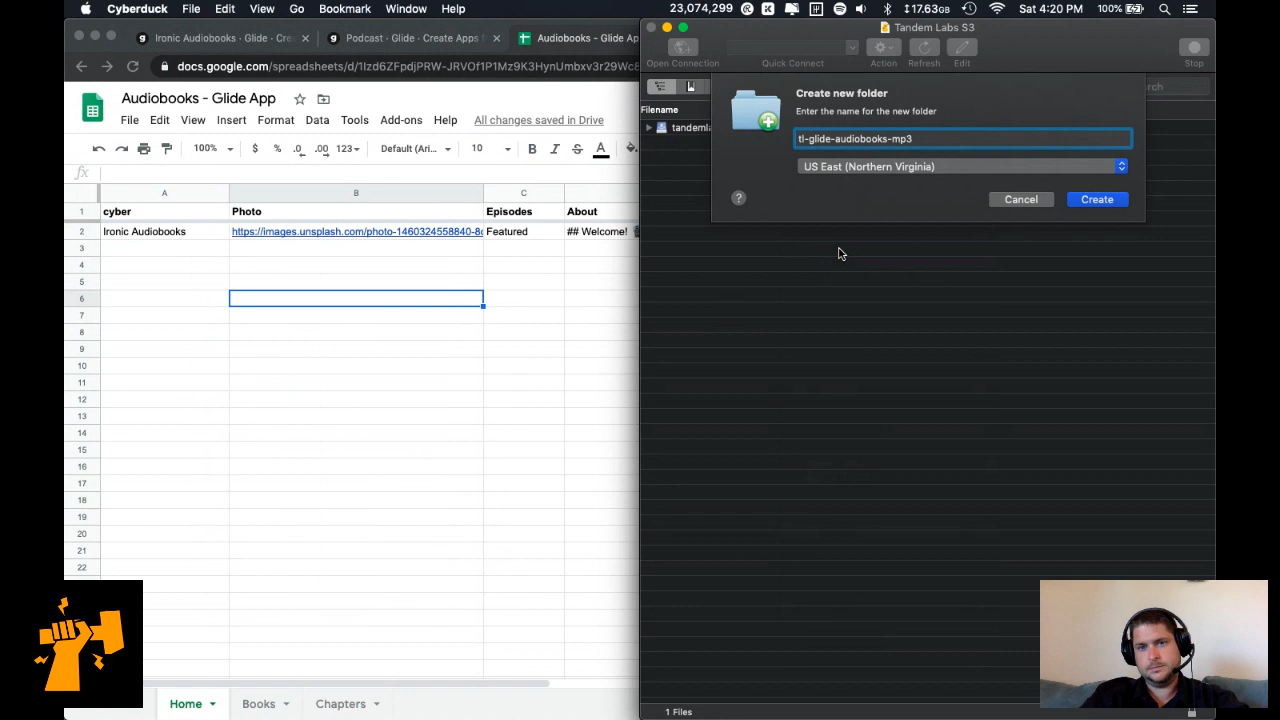 Cyberduck File Edit View Go Bookmark Window Help 23,074,299 17.63GB Sat 4:20 PM 100%
Ironic Audiobooks · Glide · Cre
Podcast · Glide · Create Apps f
Audiobooks - Glide Ap
docs.google.com/spreadsheets/d/1Izd6ZFpdjPRW-JRVOf1P1Mz9K3HynUmbxv3r29Wc8
Audiobooks - Glide App
File Edit View Insert Format Data Tools Add-ons Help All changes saved in Drive
100% $ % .0 .00 123 Default (Ari... 10 B I S A
fx
A B C
1 cyber Photo Episodes About
2 Ironic Audiobooks https://images.unsplash.com/photo-1460324558840-8c Featured ## Welcome!
3
4
5
6
7
8
9
10
11
12
13
14
15
16
17
18
19
20
21
22
Home Books Chapters
Tandem Labs S3
Open Connection Quick Connect Action Refresh Edit Stop
arch
Filename
tandemla
Create new folder
Enter the name for the new folder
tl-glide-audiobooks-mp3
US East (Northern Virginia)
? Cancel Create
1 Files